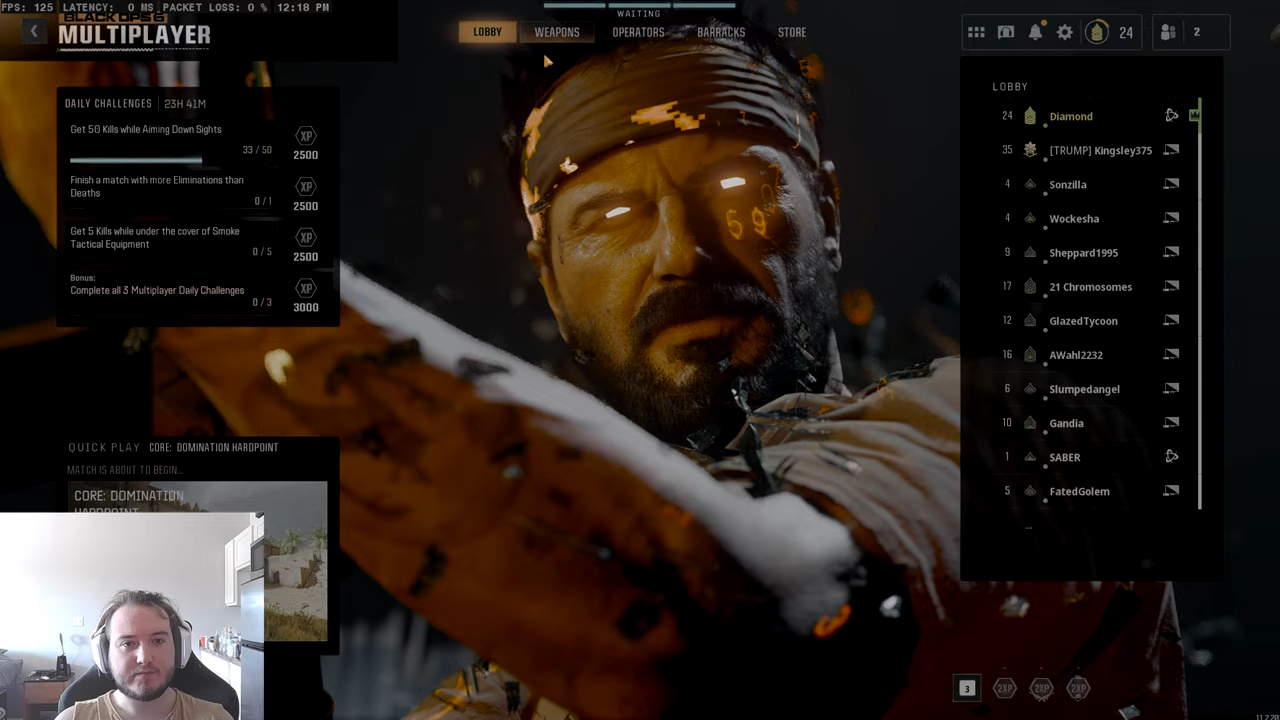 FPS: 125 LATENCY: 0 MS PACKET LOSS: 0 % 12:18 PM
BLACK OPS 6
MULTIPLAYER
WAITING
LOBBY WEAPONS OPERATORS BARRACKS STORE
24
2
DAILY CHALLENGES | 23H 41M
Get 50 Kills while Aiming Down Sights
33 / 50
XP
2500
Finish a match with more Eliminations than
Deaths
0 / 1
XP
2500
Get 5 Kills while under the cover of Smoke
Tactical Equipment
0 / 5
XP
2500
Bonus:
Complete all 3 Multiplayer Daily Challenges
0 / 3
XP
3000
QUICK PLAY CORE: DOMINATION HARDPOINT
MATCH IS ABOUT TO BEGIN...
CORE: DOMINATION
HARDPOINT
69
LOBBY
24 Diamond
35 [TRUMP] Kingsley375
4 Sonzilla
4 Wockesha
9 Sheppard1995
17 21 Chromosomes
12 GlazedTycoon
16 AWahl2232
6 Slumpedangel
10 Gandia
1 SABER
5 FatedGolem
...
3 2XP 2XP 2XP